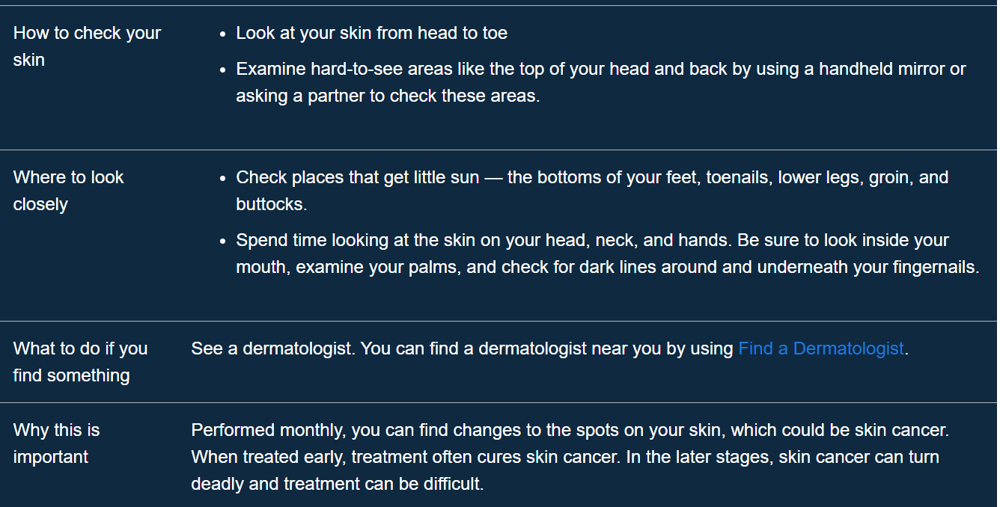 How to check your
skin
• Look at your skin from head to toe
• Examine hard-to-see areas like the top of your head and back by using a handheld mirror or
asking a partner to check these areas.
Where to look
closely
• Check places that get little sun — the bottoms of your feet, toenails, lower legs, groin, and
buttocks.
• Spend time looking at the skin on your head, neck, and hands. Be sure to look inside your
mouth, examine your palms, and check for dark lines around and underneath your fingernails.
What to do if you
find something
See a dermatologist. You can find a dermatologist near you by using Find a Dermatologist.
Why this is
important
Performed monthly, you can find changes to the spots on your skin, which could be skin cancer.
When treated early, treatment often cures skin cancer. In the later stages, skin cancer can turn
deadly and treatment can be difficult.